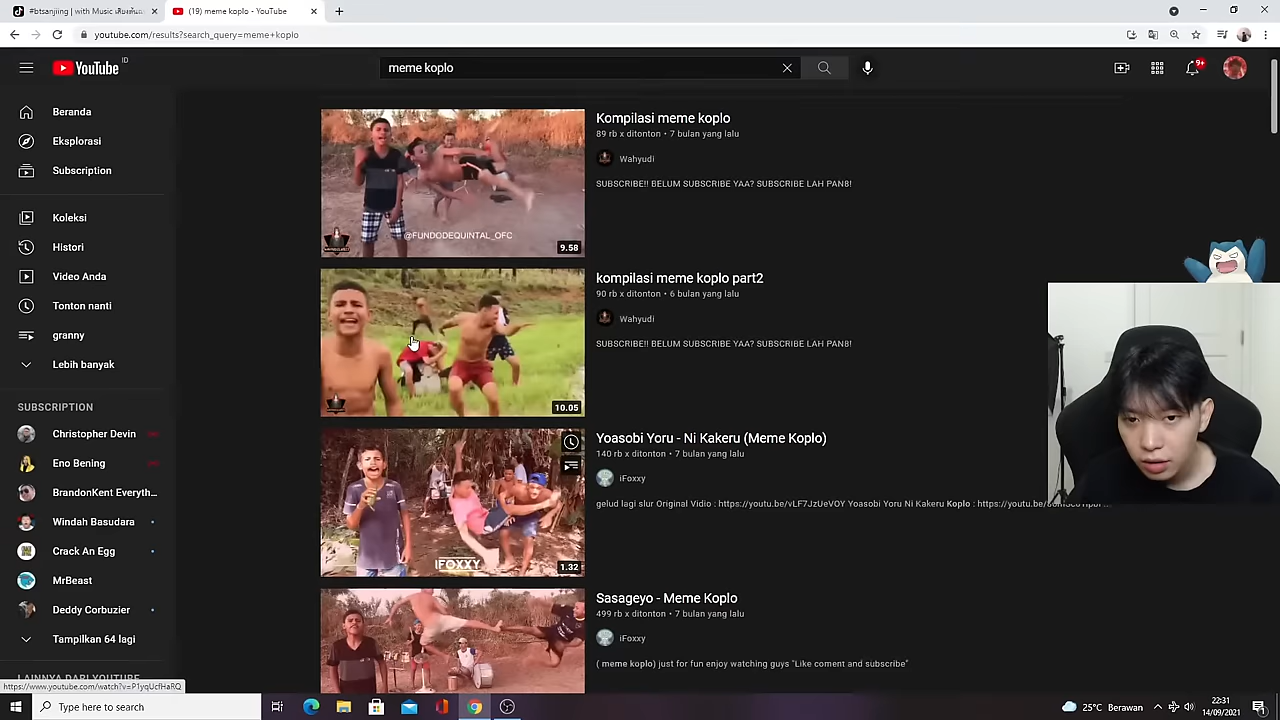 #btsanjiing | with Music
(19) meme koplo - YouTube
youtube.com/results?search_query=meme+koplo
YouTube ID
meme koplo
9+
Beranda
Eksplorasi
Subscription
Koleksi
Histori
Video Anda
Tonton nanti
granny
Lebih banyak
SUBSCRIPTION
Christopher Devin
Eno Bening
BrandonKent Everyth...
Windah Basudara
Crack An Egg
MrBeast
Deddy Corbuzier
Tampilkan 64 lagi
LAINNYA DARI YOUTUBE
https://www.youtube.com/watch?v=P1yqUcfHaRQ
@FUNDODEQUINTAL_OFC
9.58
Kompilasi meme koplo
89 rb x ditonton • 7 bulan yang lalu
Wahyudi
SUBSCRIBE!! BELUM SUBSCRIBE YAA? SUBSCRIBE LAH PAN8!
10.05
kompilasi meme koplo part2
90 rb x ditonton • 6 bulan yang lalu
Wahyudi
SUBSCRIBE!! BELUM SUBSCRIBE YAA? SUBSCRIBE LAH PAN8!
IFOXXY
1.32
Yoasobi Yoru - Ni Kakeru (Meme Koplo)
140 rb x ditonton • 7 bulan yang lalu
iFoxxy
gelud lagi slur Original Vidio : https://youtu.be/vLF7JzUeVOY Yoasobi Yoru Ni Kakeru Koplo :
Sasageyo - Meme Koplo
499 rb x ditonton • 7 bulan yang lalu
iFoxxy
( meme koplo) just for fun enjoy watching guys "Like coment and subscribe"
Type here to search
25°C Berawan
22:31
14/09/2021